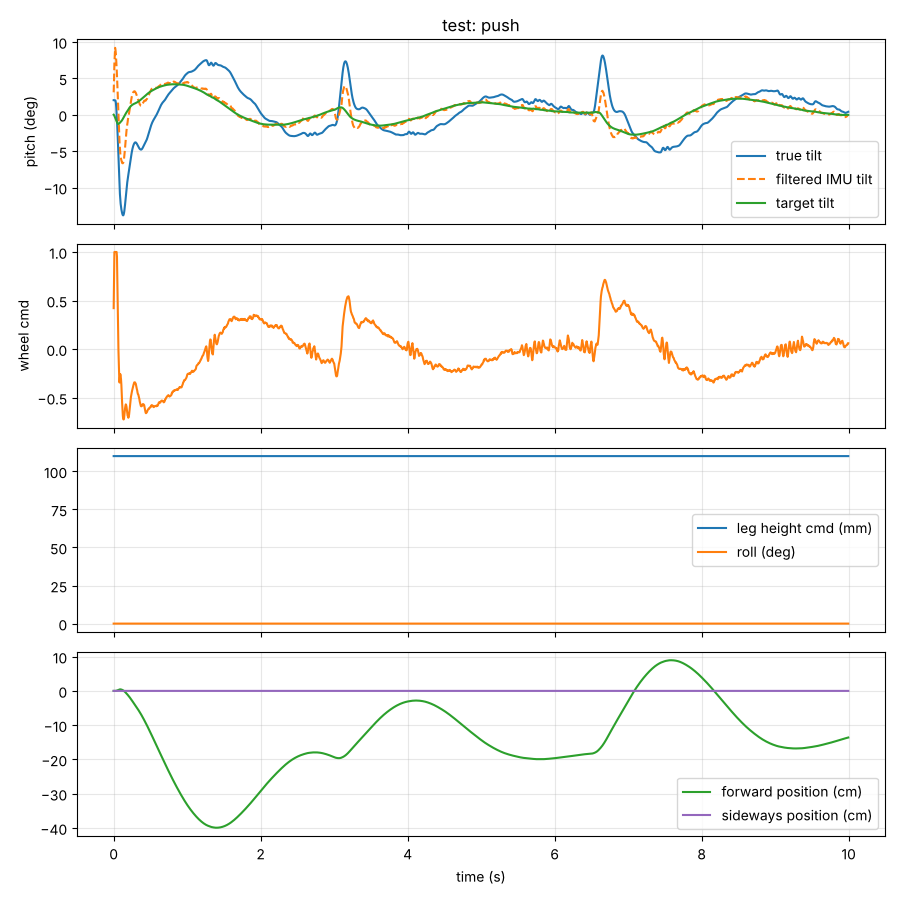 test: push
10
5
0
−5
−10
pitch (deg)
true tilt
filtered IMU tilt
target tilt
1.0
0.5
0.0
−0.5
wheel cmd
100
75
50
25
0
leg height cmd (mm)
roll (deg)
10
0
−10
−20
−30
−40
forward position (cm)
sideways position (cm)
0 2 4 6 8 10
time (s)